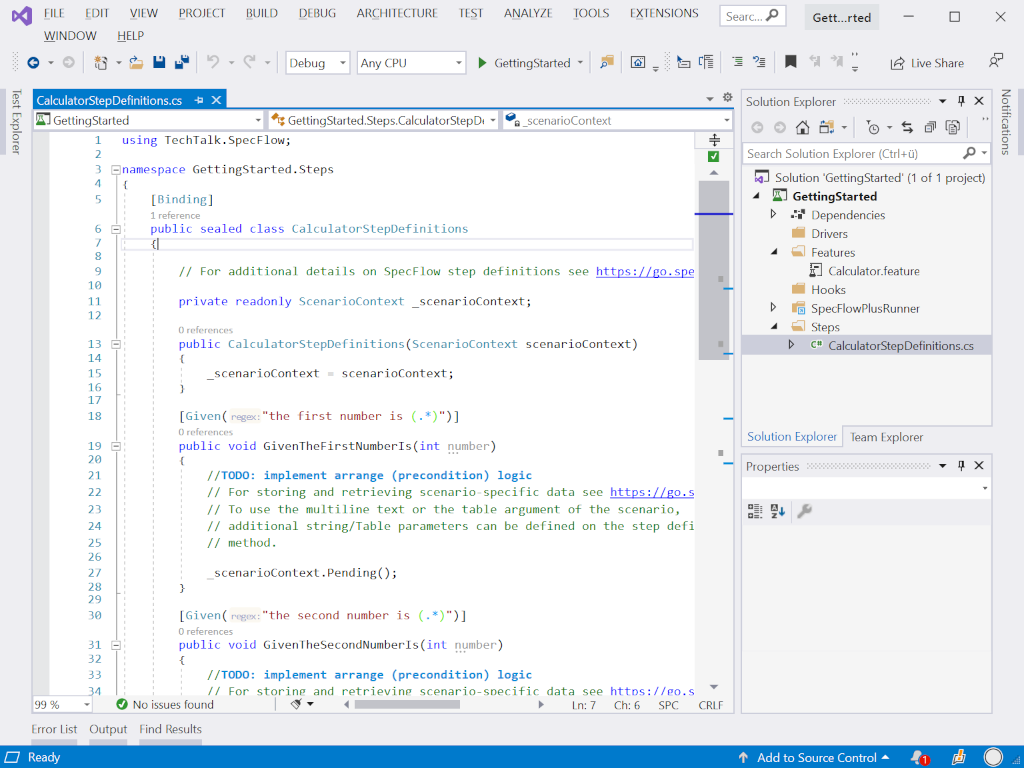 FILE EDIT VIEW PROJECT BUILD DEBUG ARCHITECTURE TEST ANALYZE TOOLS EXTENSIONS
WINDOW HELP
Searc...
Gett...rted
Debug
Any CPU
GettingStarted
Live Share
Test Explorer
CalculatorStepDefinitions.cs
GettingStarted
GettingStarted.Steps.CalculatorStepD
_scenarioContext
1 using TechTalk.SpecFlow;
2
3 namespace GettingStarted.Steps
4 {
5 [Binding]
1 reference
6 public sealed class CalculatorStepDefinitions
7 {
8
9 // For additional details on SpecFlow step definitions see https://go.spe
10
11 private readonly ScenarioContext _scenarioContext;
12
0 references
13 public CalculatorStepDefinitions(ScenarioContext scenarioContext)
14 {
15 _scenarioContext = scenarioContext;
16 }
17
18 [Given( regex: "the first number is (.*)")]
0 references
19 public void GivenTheFirstNumberIs(int number)
20 {
21 //TODO: implement arrange (precondition) logic
22 // For storing and retrieving scenario-specific data see https://go.s
23 // To use the multiline text or the table argument of the scenario,
24 // additional string/Table parameters can be defined on the step defi
25 // method.
26
27 _scenarioContext.Pending();
28 }
29
30 [Given( regex: "the second number is (.*)")]
0 references
31 public void GivenTheSecondNumberIs(int number)
32 {
33 //TODO: implement arrange (precondition) logic
34 // For storing and retrieving scenario-specific data see https://go.s
99 %
No issues found
Ln: 7 Ch: 6 SPC CRLF
Solution Explorer
Search Solution Explorer (Ctrl+ü)
Solution 'GettingStarted' (1 of 1 project)
GettingStarted
Dependencies
Drivers
Features
Calculator.feature
Hooks
SpecFlowPlusRunner
Steps
C# CalculatorStepDefinitions.cs
Solution Explorer Team Explorer
Properties
Notifications
Error List Output Find Results
Ready
Add to Source Control
1